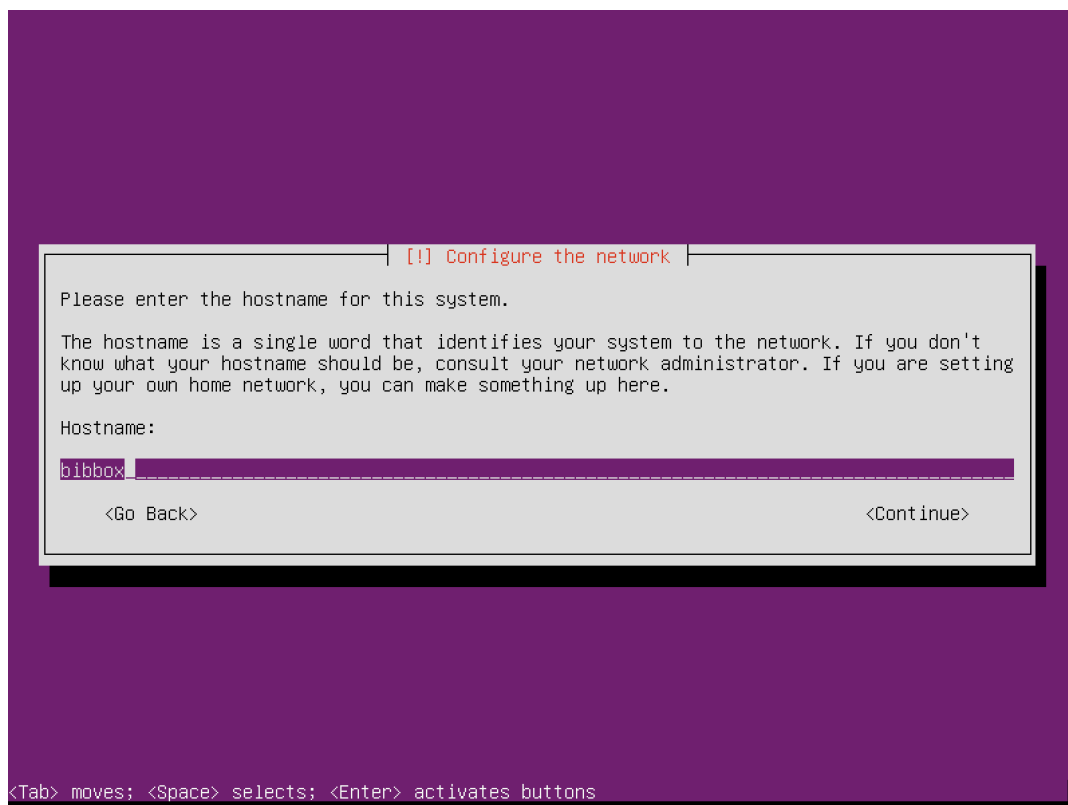 [!] Configure the network
Please enter the hostname for this system.
The hostname is a single word that identifies your system to the network. If you don't
know what your hostname should be, consult your network administrator. If you are setting
up your own home network, you can make something up here.
Hostname:
bibbox
<Go Back> <Continue>
<Tab> moves; <Space> selects; <Enter> activates buttons